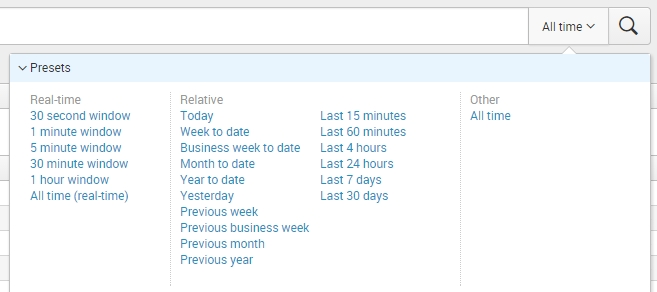 All time
Presets
Real-time
30 second window
1 minute window
5 minute window
30 minute window
1 hour window
All time (real-time)
Relative
Today
Week to date
Business week to date
Month to date
Year to date
Yesterday
Previous week
Previous business week
Previous month
Previous year
Last 15 minutes
Last 60 minutes
Last 4 hours
Last 24 hours
Last 7 days
Last 30 days
Other
All time